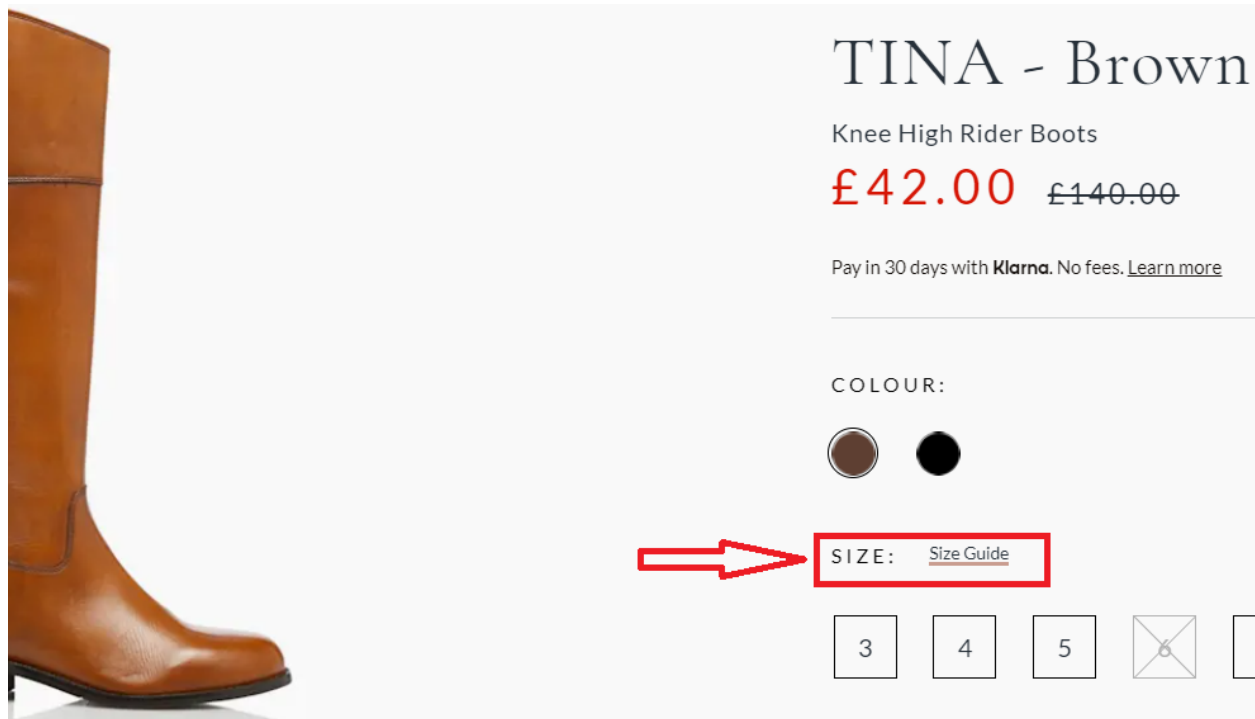 TINA - Brown
Knee High Rider Boots
£42.00 £140.00
Pay in 30 days with Klarna. No fees. Learn more
COLOUR:
SIZE: Size Guide
3 4 5 6